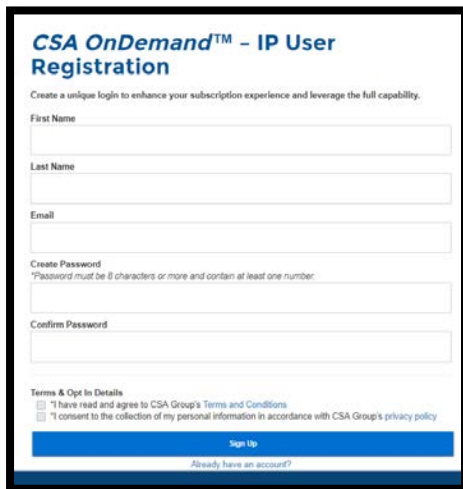 CSA OnDemand™ – IP User
Registration
Create a unique login to enhance your subscription experience and leverage the full capability.
First Name
Last Name
Email
Create Password
*Password must be 8 characters or more and contain at least one number.
Confirm Password
Terms & Opt In Details
*I have read and agree to CSA Group's Terms and Conditions
*I consent to the collection of my personal information in accordance with CSA Group's privacy policy
Sign Up
Already have an account?